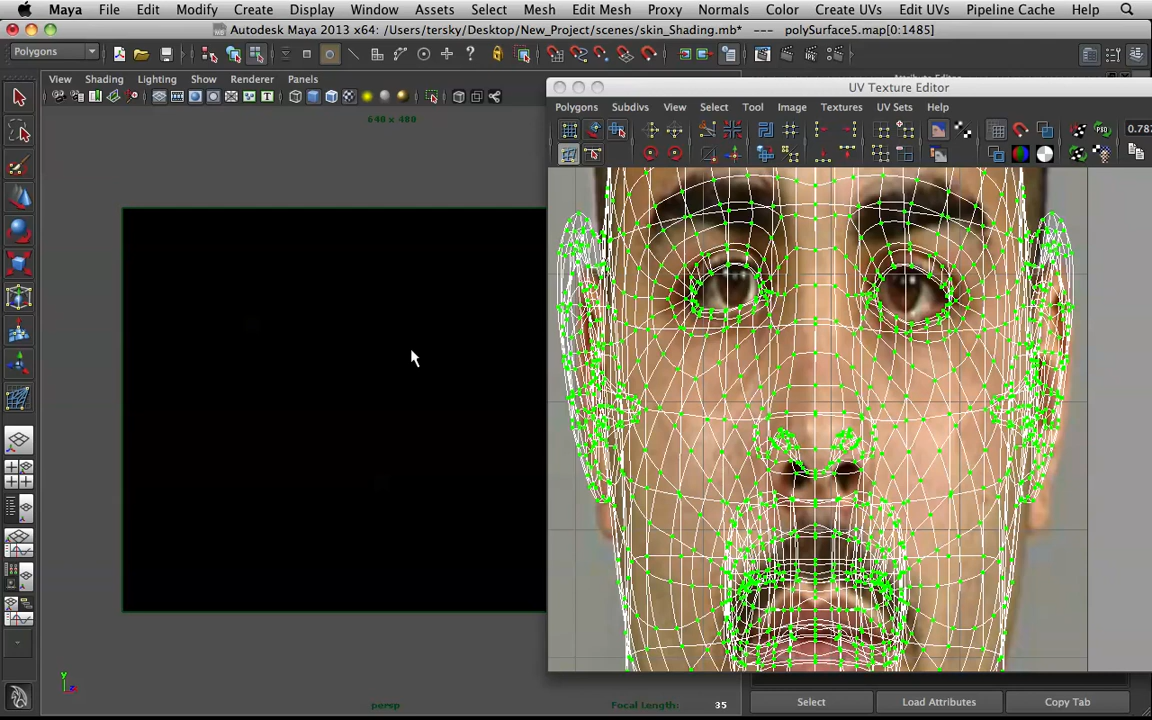 Maya File Edit Modify Create Display Window Assets Select Mesh Edit Mesh Proxy Normals Color Create UVs Edit UVs Pipeline Cache Help
Autodesk Maya 2013 x64: /Users/tersky/Desktop/New_Project/scenes/skin_Shading.mb* --- polySurface5.map[0:1485]
Polygons
View Shading Lighting Show Renderer Panels
640 x 480
persp
Focal Length: 35
UV Texture Editor
Polygons Subdivs View Select Tool Image Textures UV Sets Help
0.787
Select Load Attributes Copy Tab